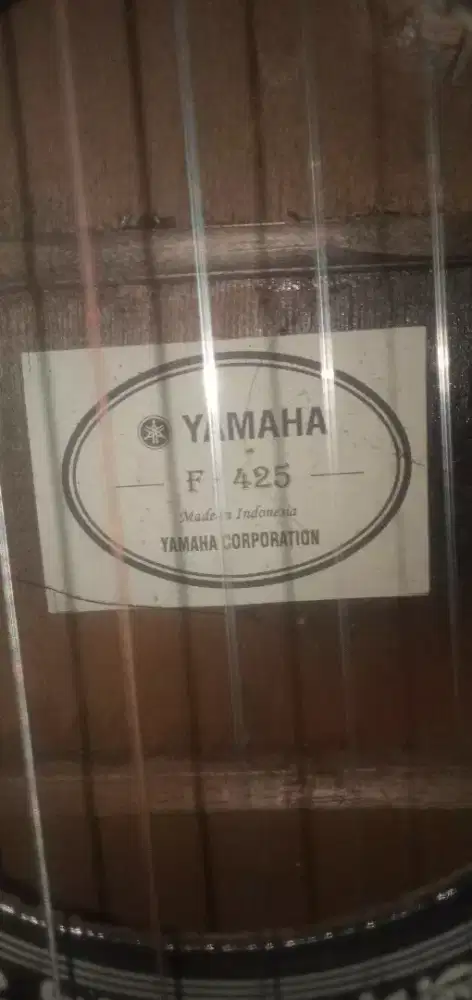 YAMAHA
F - 425
Made in Indonesia
YAMAHA CORPORATION